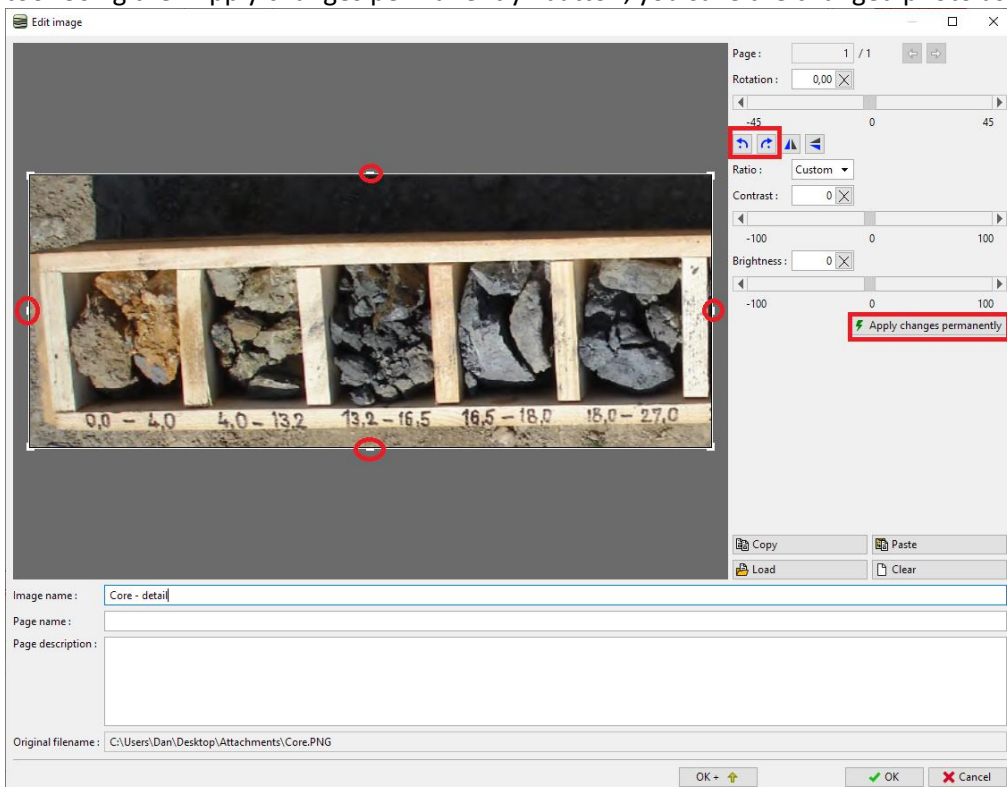 Edit image
Page : 1 / 1
Rotation : 0,00
-45 0 45
Ratio : Custom
Contrast : 0
-100 0 100
Brightness : 0
-100 0 100
Apply changes permanently
0,0 - 4,0 4,0 - 13,2 13,2 - 16,5 16,5 - 18,0 18,0 - 27,0
Copy Paste
Load Clear
Image name : Core - detail
Page name :
Page description :
Original filename : C:\Users\Dan\Desktop\Attachments\Core.PNG
OK + OK Cancel